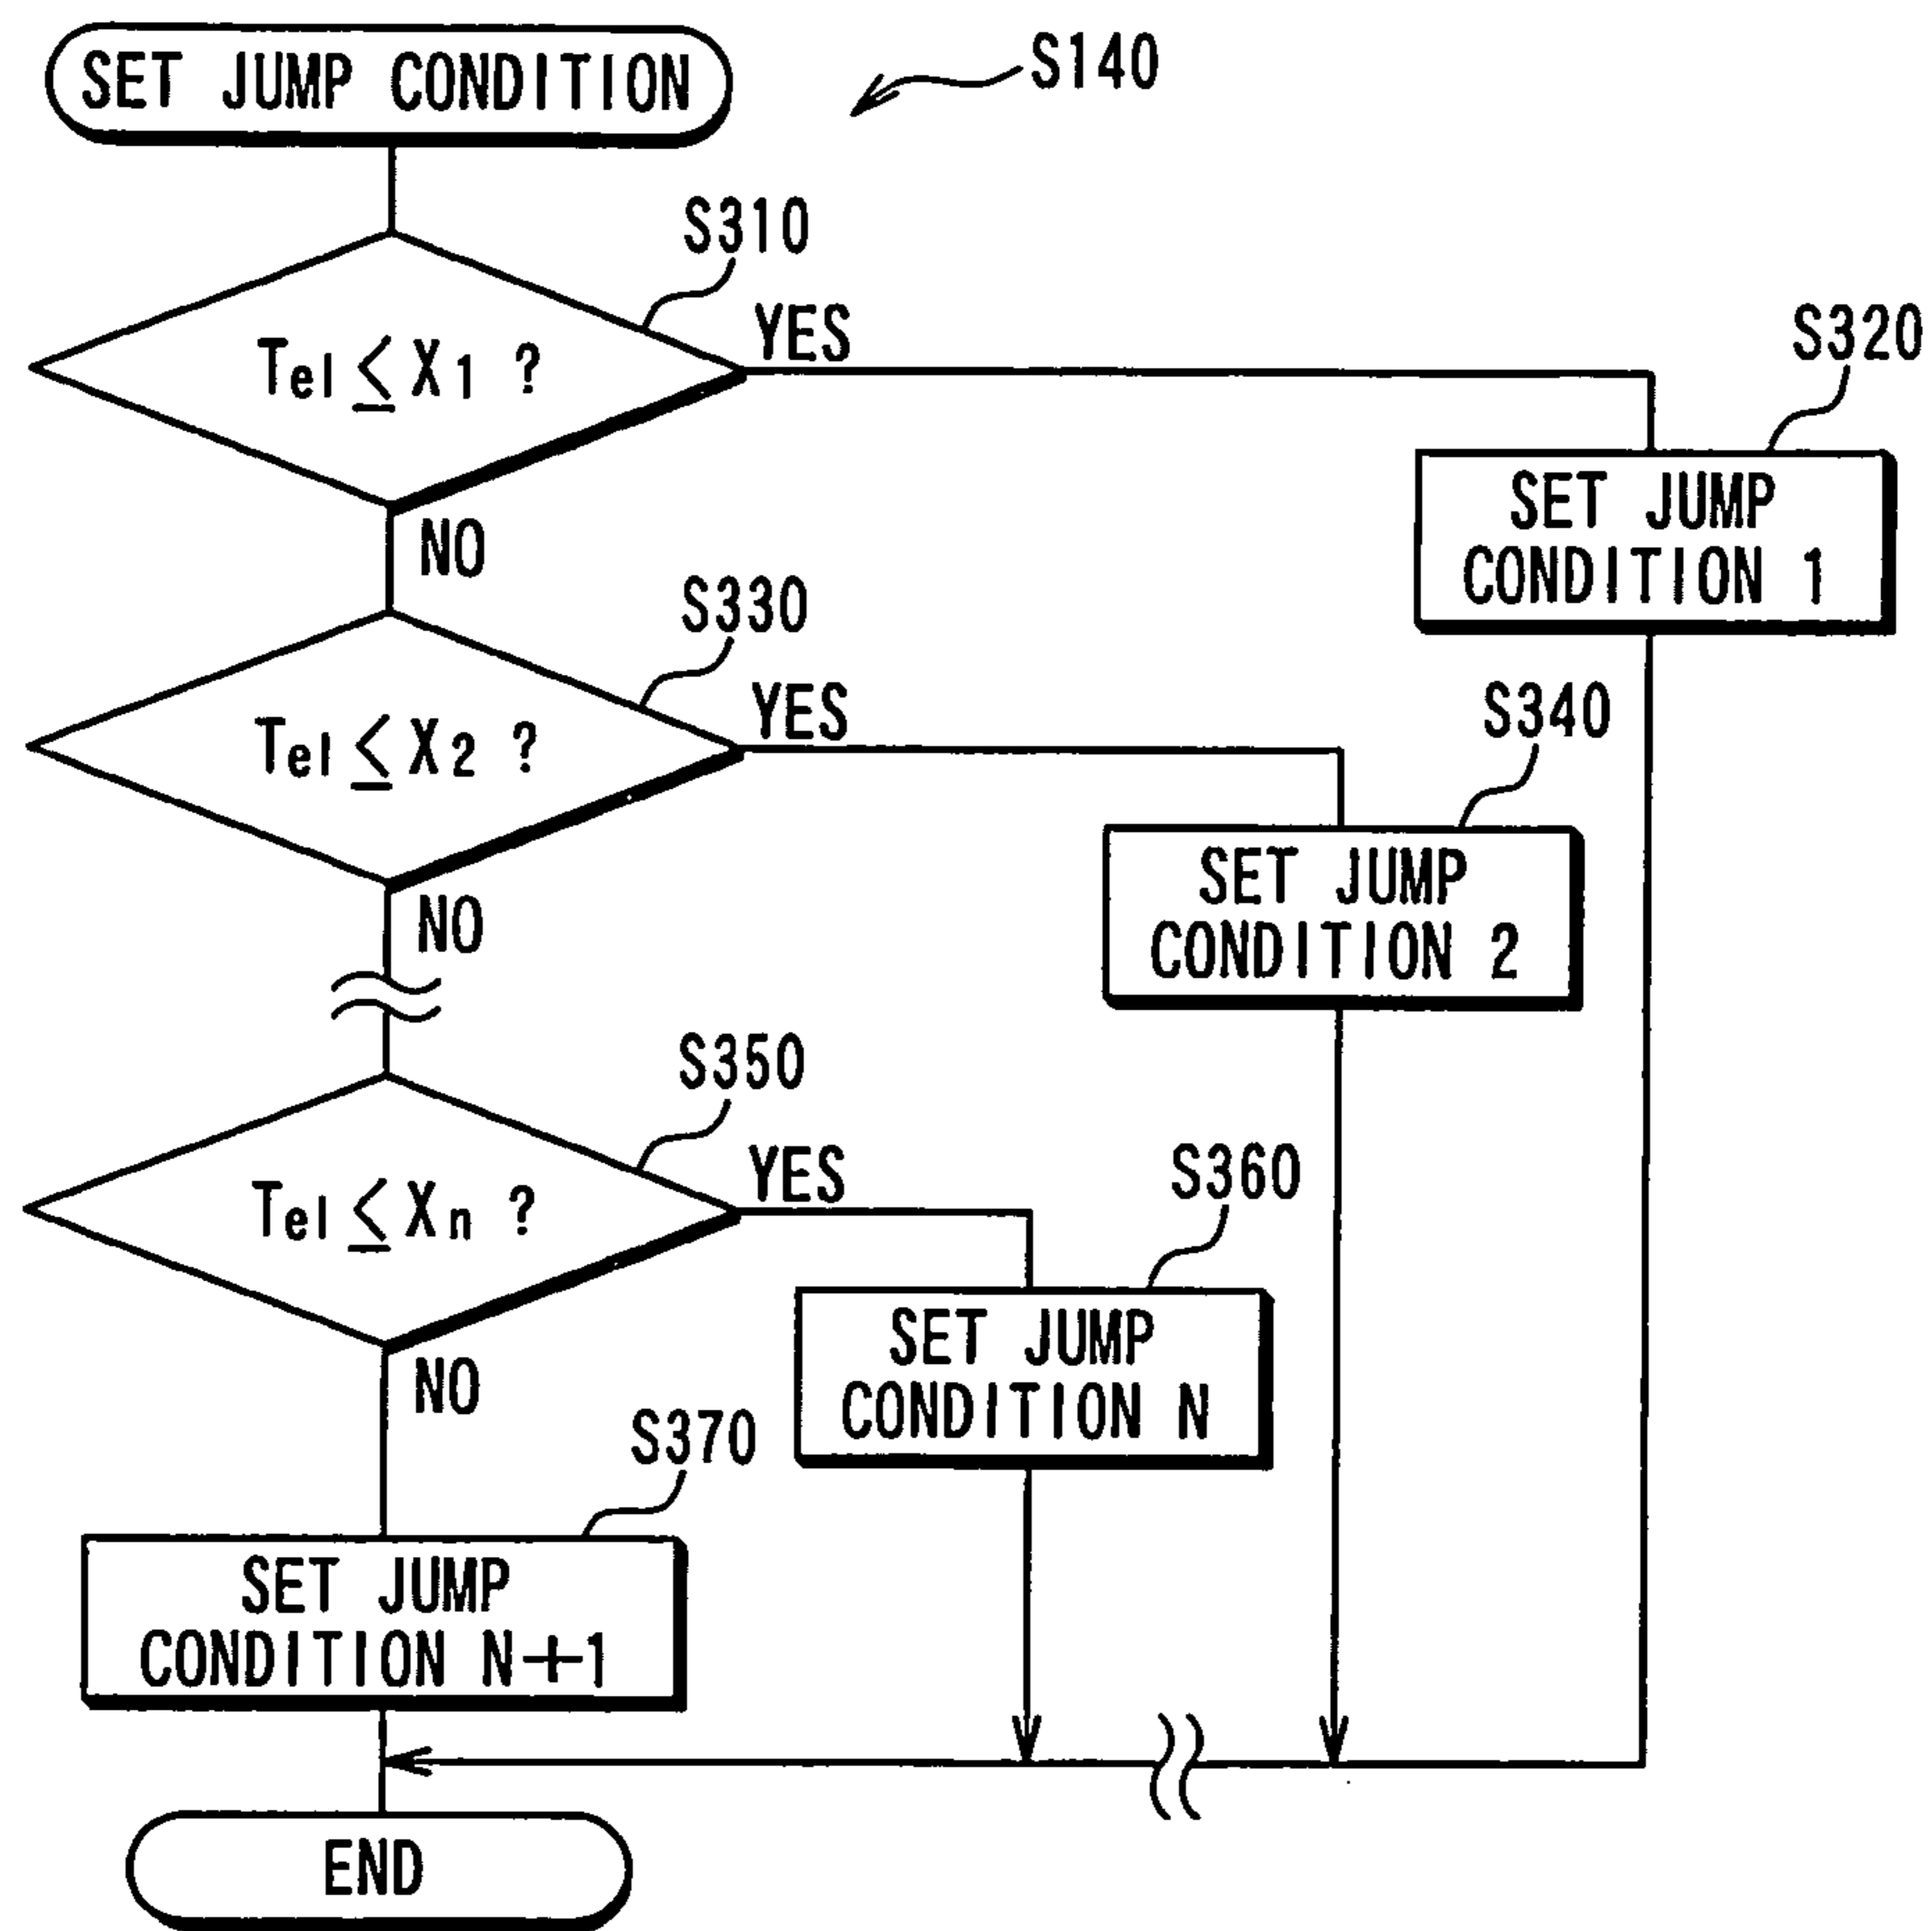 SET JUMP CONDITION
S140
S310
Tel ≤ X1 ?
YES
S320
SET JUMP
CONDITION 1
NO
S330
Tel ≤ X2 ?
YES
S340
SET JUMP
CONDITION 2
NO
S350
Tel ≤ Xn ?
YES
S360
SET JUMP
CONDITION N
NO
S370
SET JUMP
CONDITION N+1
END